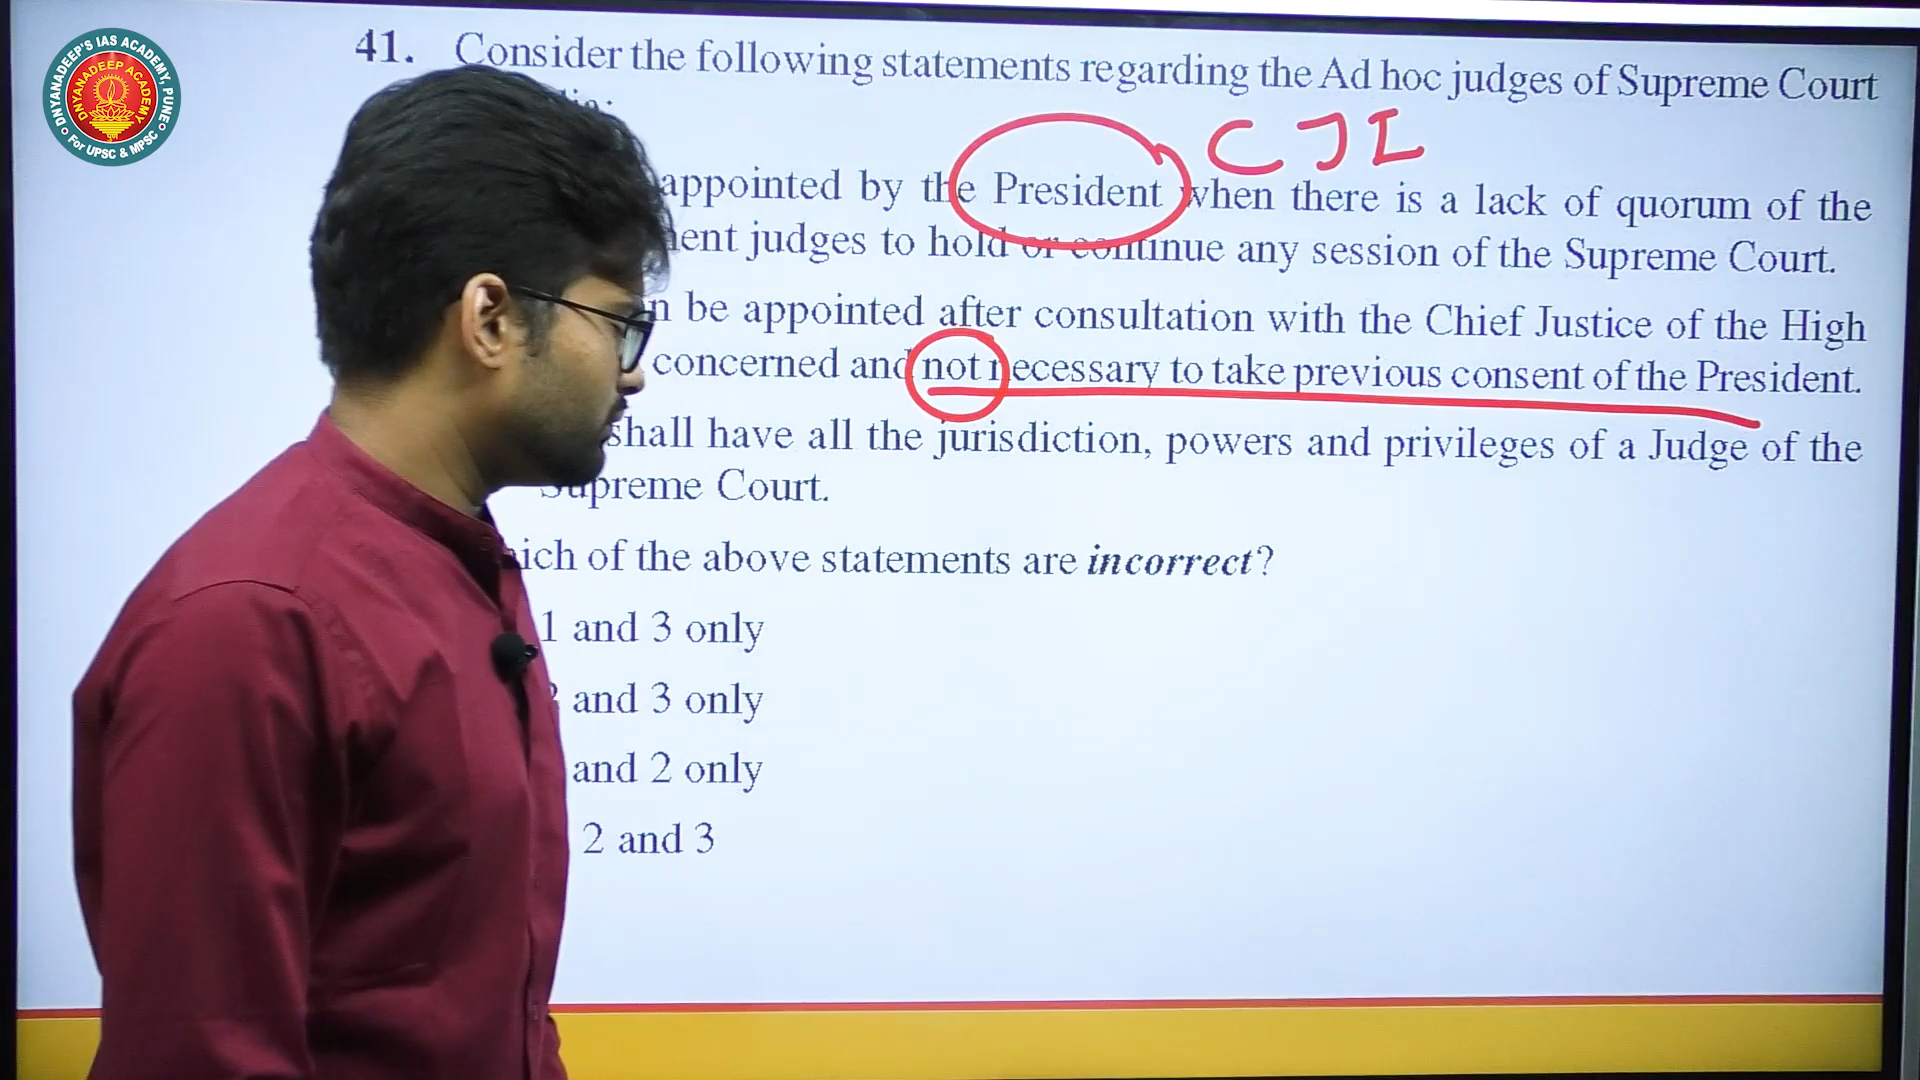 DNYANADEEP'S IAS ACADEMY, PUNE
DNYANADEEP ACADEMY
पुणे
For UPSC & MPSC
41. Consider the following statements regarding the Ad hoc judges of Supreme Court
CJI
appointed by the President when there is a lack of quorum of the
judges to hold or continue any session of the Supreme Court.
be appointed after consultation with the Chief Justice of the High
concerned and not necessary to take previous consent of the President.
shall have all the jurisdiction, powers and privileges of a Judge of the
Supreme Court.
of the above statements are incorrect?
1 and 3 only
and 3 only
and 2 only
2 and 3